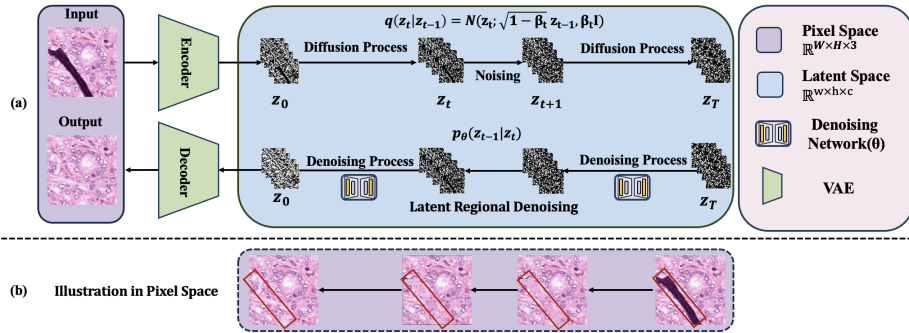 Input
Output
(a)
Encoder
Decoder
q(z_t|z_{t-1}) = N(z_t; √(1 − β_t) z_{t-1}, β_t I)
Diffusion Process
Diffusion Process
Noising
z_0
z_t
z_{t+1}
z_T
p_θ(z_{t-1}|z_t)
Denoising Process
Denoising Process
z_0
Latent Regional Denoising
z_T
Pixel Space
ℝ^{W×H×3}
Latent Space
ℝ^{w×h×c}
Denoising
Network(θ)
VAE
(b)
Illustration in Pixel Space